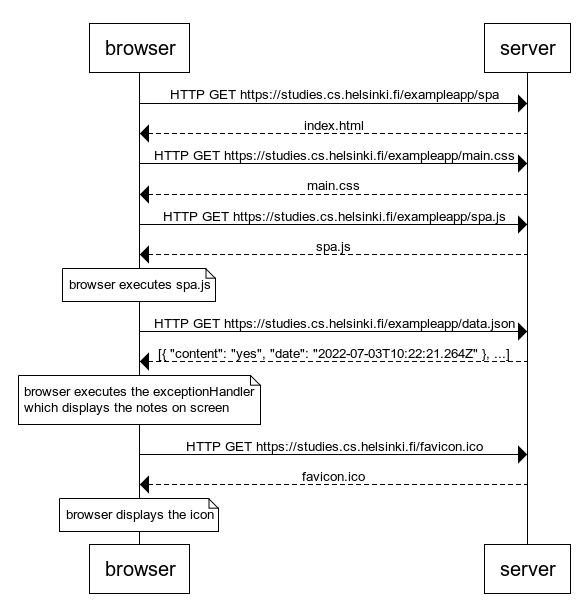 browser
server
HTTP GET https://studies.cs.helsinki.fi/exampleapp/spa
index.html
HTTP GET https://studies.cs.helsinki.fi/exampleapp/main.css
main.css
HTTP GET https://studies.cs.helsinki.fi/exampleapp/spa.js
spa.js
browser executes spa.js
HTTP GET https://studies.cs.helsinki.fi/exampleapp/data.json
[{ "content": "yes", "date": "2022-07-03T10:22:21.264Z" }, ...]
browser executes the exceptionHandler
which displays the notes on screen
HTTP GET https://studies.cs.helsinki.fi/favicon.ico
favicon.ico
browser displays the icon
browser
server